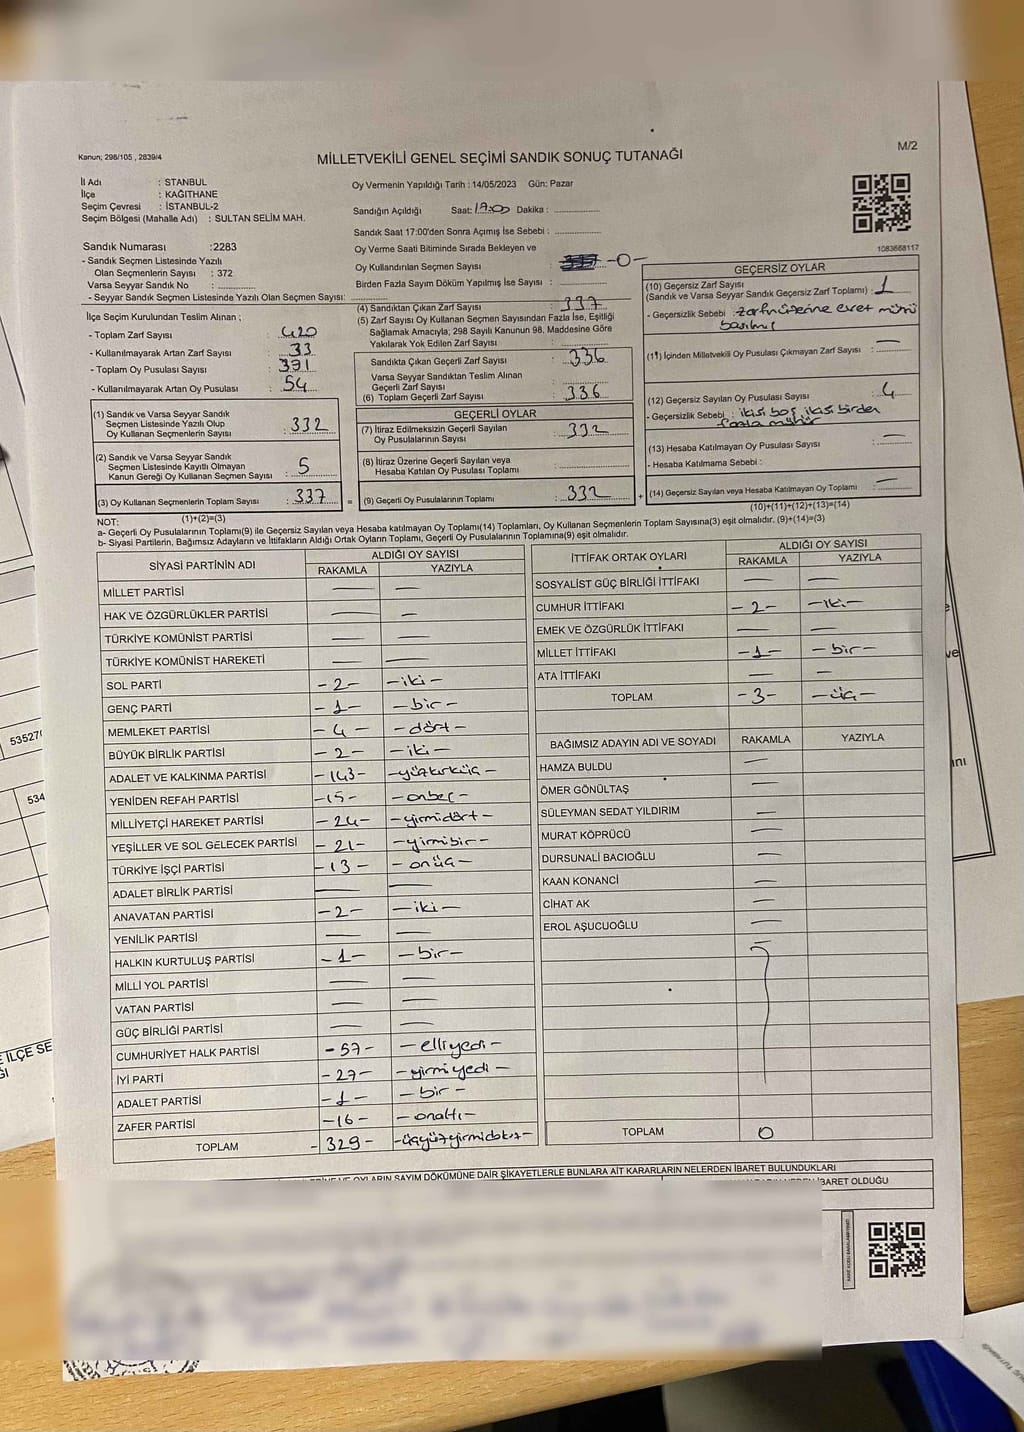 Kanun; 298/105 , 2839/4
MİLLETVEKİLİ GENEL SEÇİMİ SANDIK SONUÇ TUTANAĞI
M/2
İl Adı : STANBUL
İlçe : KAĞITHANE
Seçim Çevresi : İSTANBUL-2
Seçim Bölgesi (Mahalle Adı) : SULTAN SELİM MAH.
Oy Vermenin Yapıldığı Tarih : 14/05/2023 Gün: Pazar
Sandığın Açıldığı Saat: 17:00 Dakika :
Sandık Saat 17:00'den Sonra Açımış İse Sebebi :
Oy Verme Saati Bitiminde Sırada Bekleyen ve
Oy Kullandırılan Seçmen Sayısı : -0-
Birden Fazla Sayım Döküm Yapılmış İse Sayısı :
1083668117
Sandık Numarası :2283
- Sandık Seçmen Listesinde Yazılı
Olan Seçmenlerin Sayısı : 372
Varsa Seyyar Sandık No :
- Seyyar Sandık Seçmen Listesinde Yazılı Olan Seçmen Sayısı:
İlçe Seçim Kurulundan Teslim Alınan ;
- Toplam Zarf Sayısı : 420
- Kullanılmayarak Artan Zarf Sayısı : 33
- Toplam Oy Pusulası Sayısı : 391
- Kullanılmayarak Artan Oy Pusulası : 54
(1) Sandık ve Varsa Seyyar Sandık
Seçmen Listesinde Yazılı Olup
Oy Kullanan Seçmenlerin Sayısı : 332
(2) Sandık ve Varsa Seyyar Sandık
Seçmen Listesinde Kayıtlı Olmayan
Kanun Gereği Oy Kullanan Seçmen Sayısı : 5
(3) Oy Kullanan Seçmenlerin Toplam Sayısı : 337
(1)+(2)=(3)
(4) Sandıktan Çıkan Zarf Sayısı : 337
(5) Zarf Sayısı Oy Kullanan Seçmen Sayısından Fazla İse, Eşitliği
Sağlamak Amacıyla; 298 Sayılı Kanunun 98. Maddesine Göre
Yakılarak Yok Edilen Zarf Sayısı :
Sandıkta Çıkan Geçerli Zarf Sayısı : 336
Varsa Seyyar Sandıktan Teslim Alınan
Geçerli Zarf Sayısı :
(6) Toplam Geçerli Zarf Sayısı : 336
GEÇERLİ OYLAR
(7) İtiraz Edilmeksizin Geçerli Sayılan
Oy Pusulalarının Sayısı : 332
(8) İtiraz Üzerine Geçerli Sayılan veya
Hesaba Katılan Oy Pusulası Toplamı :
= (9) Geçerli Oy Pusulalarının Toplamı : 332 +
GEÇERSİZ OYLAR
(10) Geçersiz Zarf Sayısı
(Sandık ve Varsa Seyyar Sandık Geçersiz Zarf Toplamı) : 1
- Geçersizlik Sebebi : zarfın üzerine evet mührü
basılmış
(11) İçinden Milletvekili Oy Pusulası Çıkmayan Zarf Sayısı : —
(12) Geçersiz Sayılan Oy Pusulası Sayısı : 4
- Geçersizlik Sebebi : ikisi boş ikisi birden
fazla mühür
(13) Hesaba Katılmayan Oy Pusulası Sayısı : —
- Hesaba Katılmama Sebebi :
(14) Geçersiz Sayılan veya Hesaba Katılmayan Oy Toplamı : —
(10)+(11)+(12)+(13)=(14)
NOT:
a- Geçerli Oy Pusulalarının Toplamı(9) ile Geçersiz Sayılan veya Hesaba katılmayan Oy Toplamı(14) Toplamları, Oy Kullanan Seçmenlerin Toplam Sayısına(3) eşit olmalıdır. (9)+(14)=(3)
b- Siyasi Partilerin, Bağımsız Adayların ve İttifakların Aldığı Ortak Oyların Toplamı, Geçerli Oy Pusulalarının Toplamına(9) eşit olmalıdır.
SİYASİ PARTİNİN ADI ALDIĞI OY SAYISI
RAKAMLA YAZIYLA
MİLLET PARTİSİ — —
HAK VE ÖZGÜRLÜKLER PARTİSİ — —
TÜRKİYE KOMÜNİST PARTİSİ — —
TÜRKİYE KOMÜNİST HAREKETİ — —
SOL PARTİ -2- -iki-
GENÇ PARTİ -1- -bir-
MEMLEKET PARTİSİ -4- -dört-
BÜYÜK BİRLİK PARTİSİ -2- -iki-
ADALET VE KALKINMA PARTİSİ -143- -yüzkırküç-
YENİDEN REFAH PARTİSİ -15- -onbeş-
MİLLİYETÇİ HAREKET PARTİSİ -24- -yirmidört-
YEŞİLLER VE SOL GELECEK PARTİSİ -21- -yirmibir-
TÜRKİYE İŞÇİ PARTİSİ -13- -onüç-
ADALET BİRLİK PARTİSİ — —
ANAVATAN PARTİSİ -2- -iki-
YENİLİK PARTİSİ — —
HALKIN KURTULUŞ PARTİSİ -1- -bir-
MİLLİ YOL PARTİSİ — —
VATAN PARTİSİ — —
GÜÇ BİRLİĞİ PARTİSİ — —
CUMHURİYET HALK PARTİSİ -57- -elliyedi-
İYİ PARTİ -27- -yirmiyedi-
ADALET PARTİSİ -1- -bir-
ZAFER PARTİSİ -16- -onaltı-
TOPLAM -329- -üçyüzyirmidokuz-
İTTİFAK ORTAK OYLARI ALDIĞI OY SAYISI
RAKAMLA YAZIYLA
SOSYALİST GÜÇ BİRLİĞİ İTTİFAKI — —
CUMHUR İTTİFAKI -2- -iki-
EMEK VE ÖZGÜRLÜK İTTİFAKI — —
MİLLET İTTİFAKI -1- -bir-
ATA İTTİFAKI — —
TOPLAM -3- -üç-
BAĞIMSIZ ADAYIN ADI VE SOYADI RAKAMLA YAZIYLA
HAMZA BULDU —
ÖMER GÖNÜLTAŞ —
SÜLEYMAN SEDAT YILDIRIM —
MURAT KÖPRÜCÜ —
DURSUNALİ BACIOĞLU —
KAAN KONANCİ —
CİHAT AK —
EROL AŞUCUOĞLU —
TOPLAM 0
OYLARIN SAYIM DÖKÜMÜNE DAİR ŞİKAYETLERLE BUNLARA AİT KARARLARIN NELERDEN İBARET BULUNDUKLARI
İBARET OLDUĞU
53527
534
E İLÇE SE